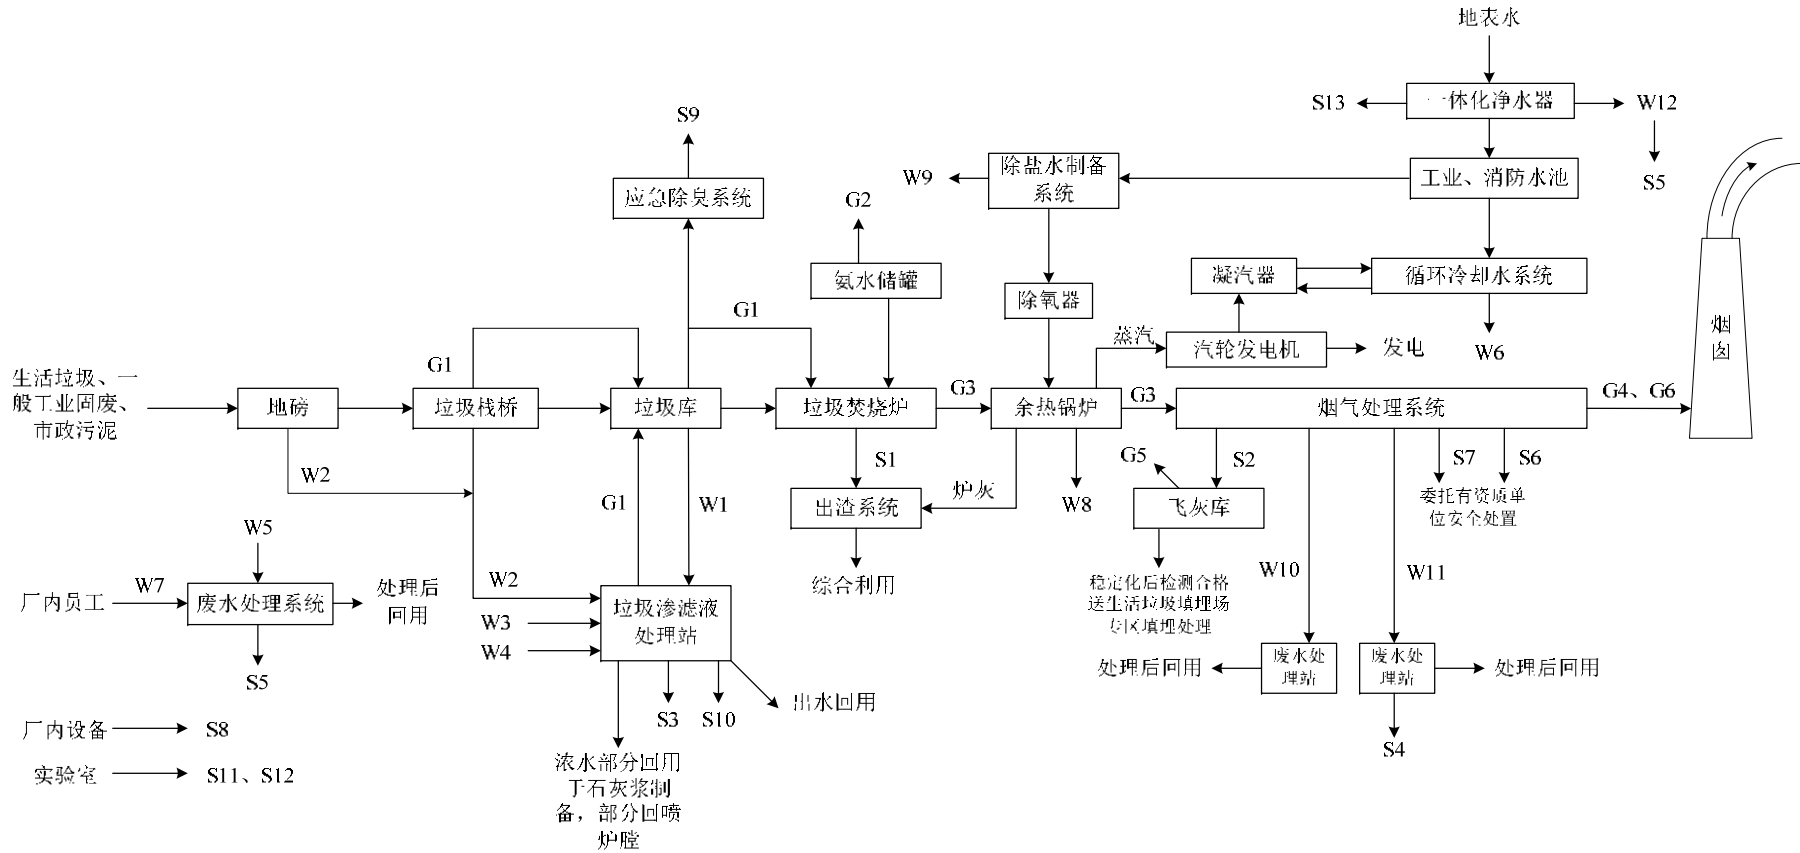 地表水
一体化净水器
S13
W12
S5
工业、消防水池
S9
应急除臭系统
W9
除盐水制备
系统
G2
氨水储罐
除氧器
凝汽器
循环冷却水系统
W6
蒸汽
汽轮发电机
发电
烟
囱
G1
G1
生活垃圾、一
般工业固废、
市政污泥
地磅
垃圾栈桥
垃圾库
垃圾焚烧炉
G3
余热锅炉
G3
烟气处理系统
G4、G6
W2
G1
W1
S1
出渣系统
炉灰
W8
G5
S2
飞灰库
S7
S6
委托有资质单
位安全处置
综合利用
稳定化后检测合格
送生活垃圾填埋场
专区填埋处理
W10
W11
废水处
理站
废水处
理站
处理后回用
处理后回用
S4
W5
厂内员工
W7
废水处理系统
处理后
回用
S5
W2
W3
W4
垃圾渗滤液
处理站
S3
S10
出水回用
浓水部分回用
于石灰浆制
备，部分回喷
炉膛
厂内设备
S8
实验室
S11、S12